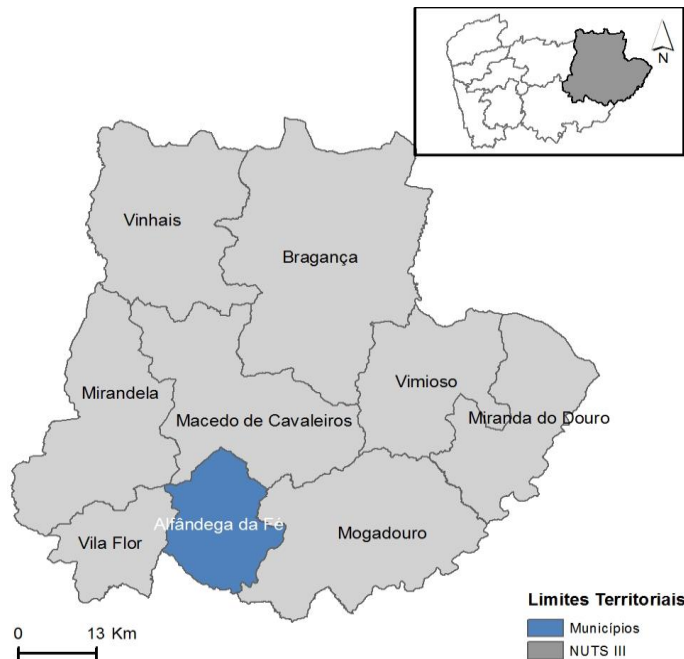 N
Vinhais
Bragança
Mirandela
Vimioso
Macedo de Cavaleiros
Miranda do Douro
Alfândega da Fé
Vila Flor
Mogadouro
Limites Territoriais
0 13 Km
Municípios
NUTS III